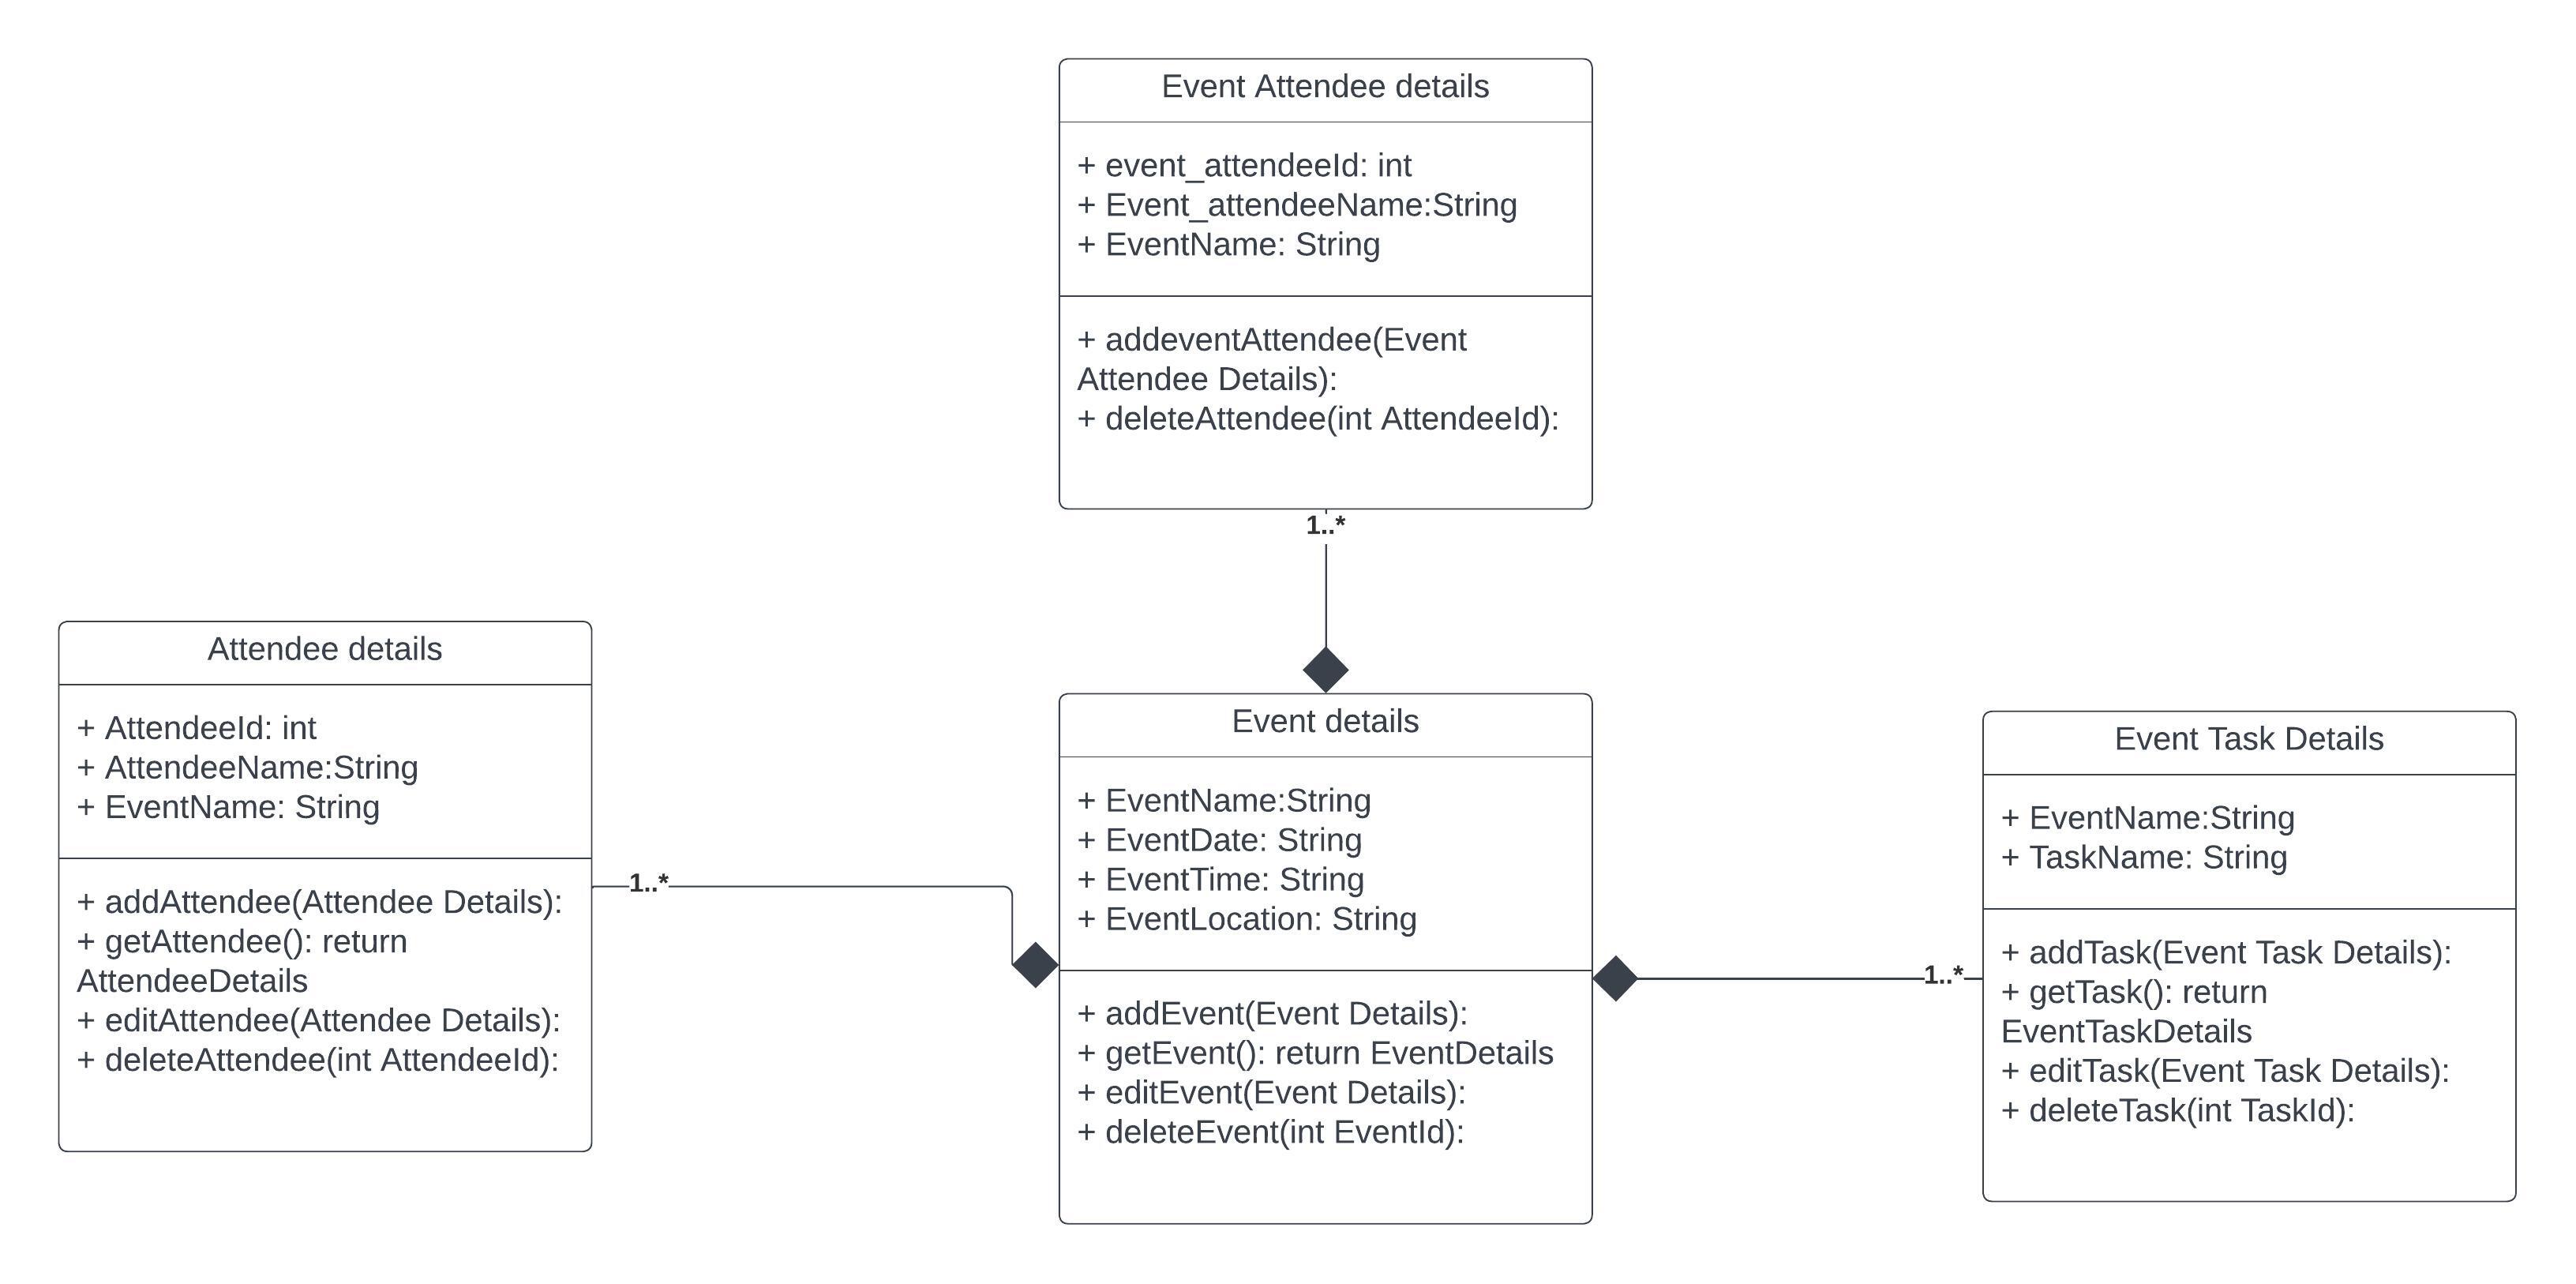 Event Attendee details
+ event_attendeeId: int
+ Event_attendeeName:String
+ EventName: String
+ addeventAttendee(Event
Attendee Details):
+ deleteAttendee(int AttendeeId):
1..*
Attendee details
+ AttendeeId: int
+ AttendeeName:String
+ EventName: String
+ addAttendee(Attendee Details):
+ getAttendee(): return
AttendeeDetails
+ editAttendee(Attendee Details):
+ deleteAttendee(int AttendeeId):
1..*
Event details
+ EventName:String
+ EventDate: String
+ EventTime: String
+ EventLocation: String
+ addEvent(Event Details):
+ getEvent(): return EventDetails
+ editEvent(Event Details):
+ deleteEvent(int EventId):
1..*
Event Task Details
+ EventName:String
+ TaskName: String
+ addTask(Event Task Details):
+ getTask(): return
EventTaskDetails
+ editTask(Event Task Details):
+ deleteTask(int TaskId):